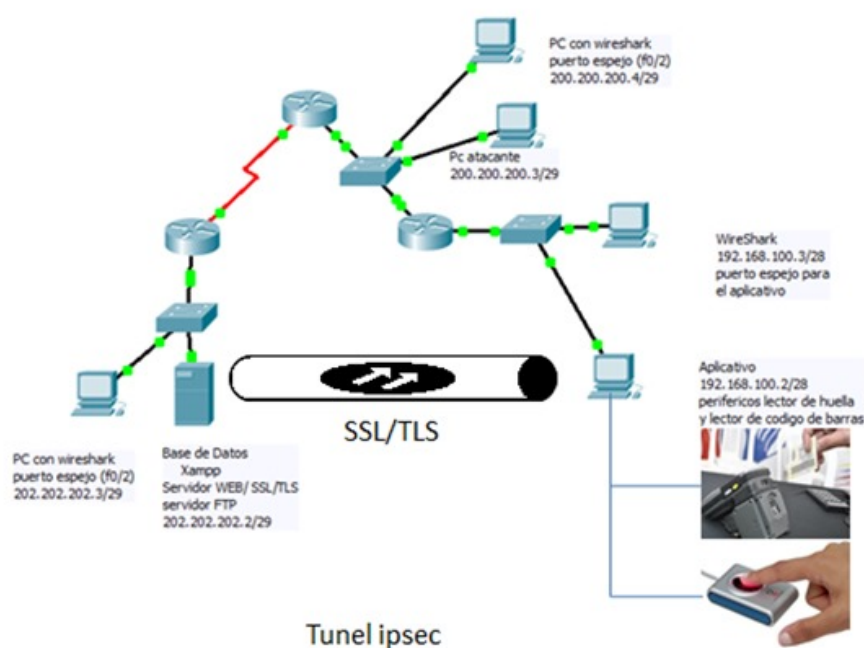 PC con wireshark
puerto espejo (f0/2)
200.200.200.4/29
Pc atacante
200.200.200.3/29
WireShark
192.168.100.3/28
puerto espejo para
el aplicativo
Aplicativo
192.168.100.2/28
perifericos lector de huella
y lector de codigo de barras
SSL/TLS
PC con wireshark
puerto espejo (f0/2)
202.202.202.3/29
Base de Datos
Xampp
Servidor WEB/ SSL/TLS
servidor FTP
202.202.202.2/29
Tunel ipsec